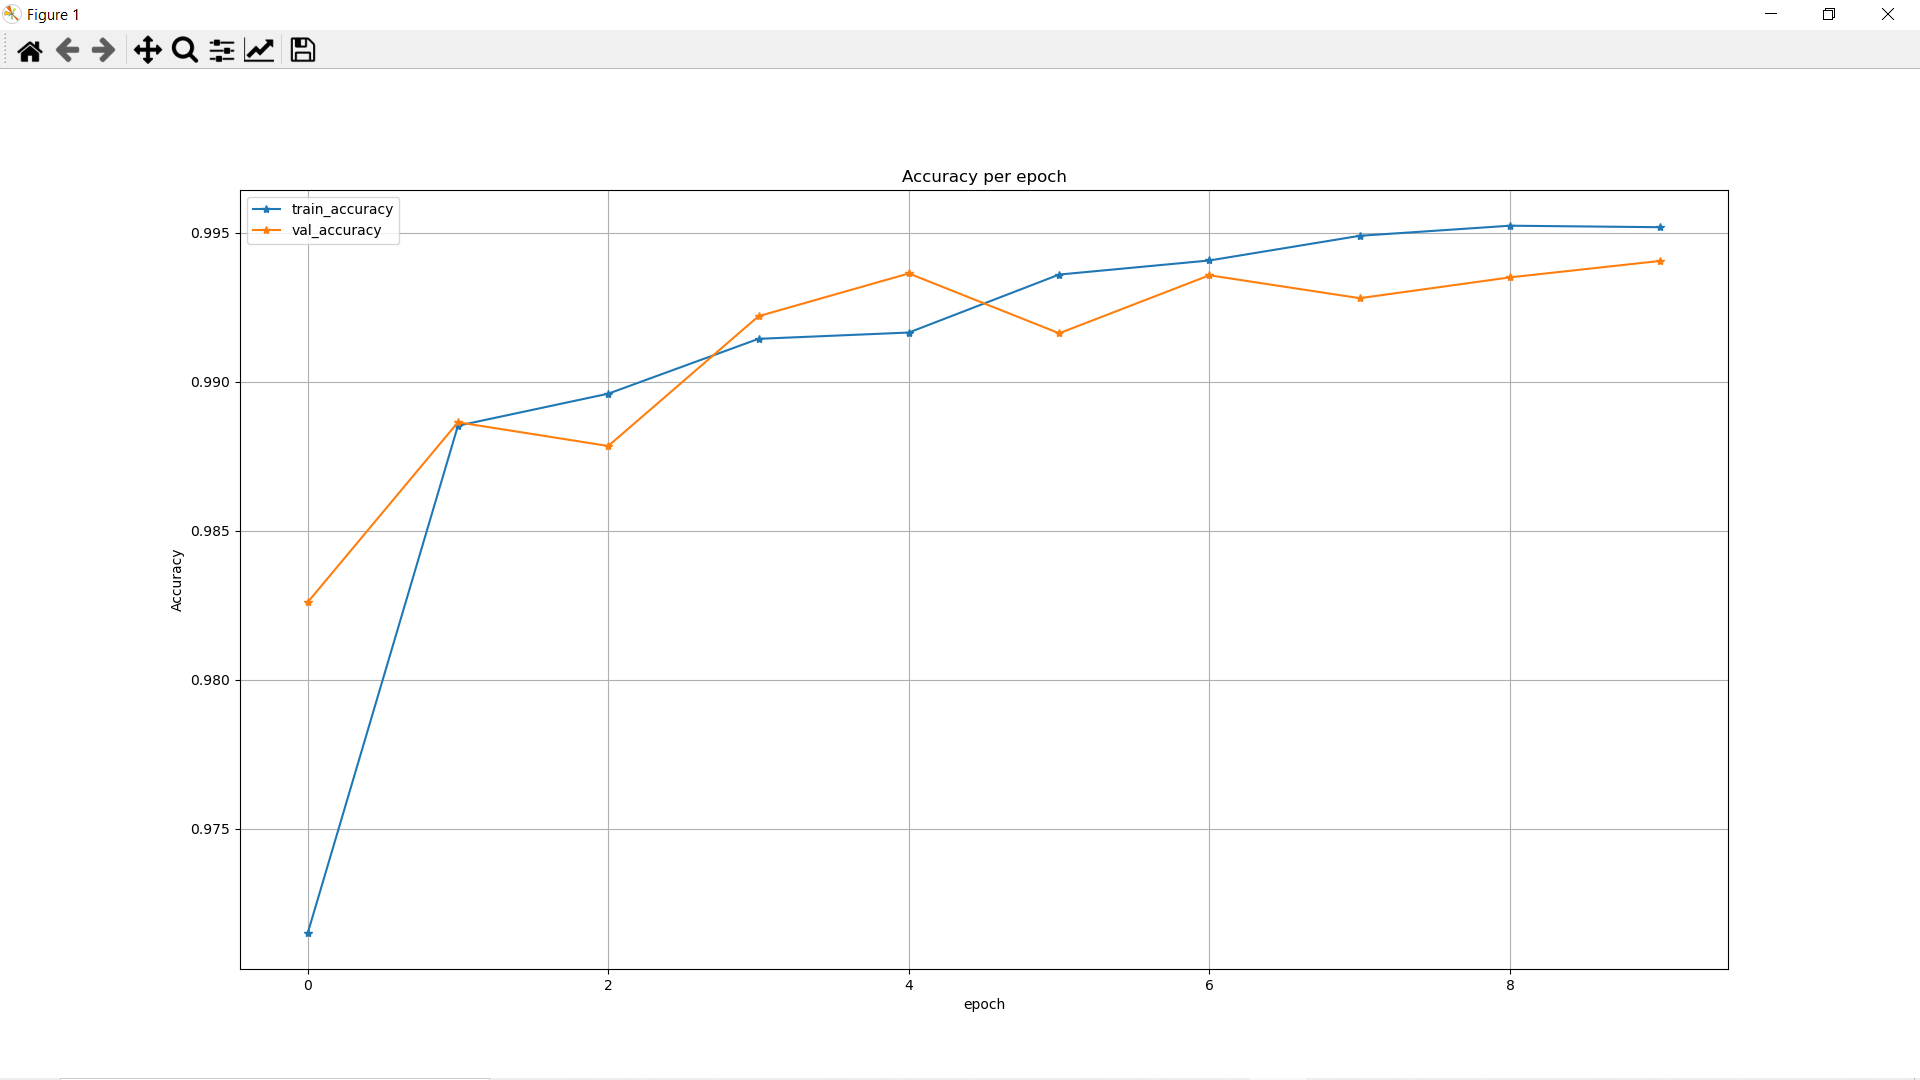 Figure 1
Accuracy per epoch
train_accuracy
val_accuracy
0.995
0.990
0.985
0.980
0.975
Accuracy
0 2 4 6 8
epoch